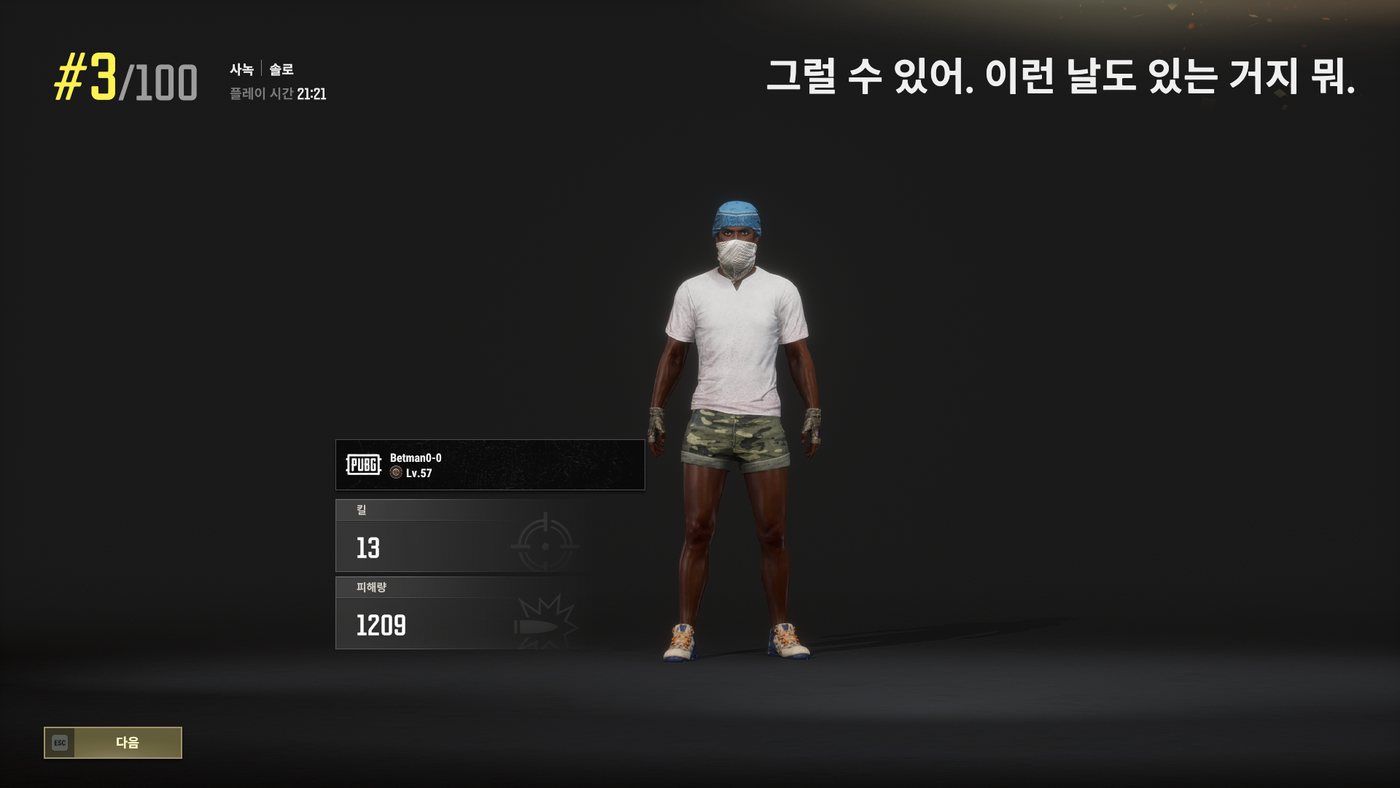 #3/100
사녹 | 솔로
플레이 시간 21:21
그럴 수 있어. 이런 날도 있는 거지 뭐.
PUBG
Betman0-0
Lv.57
킬
13
피해량
1209
ESC 다음